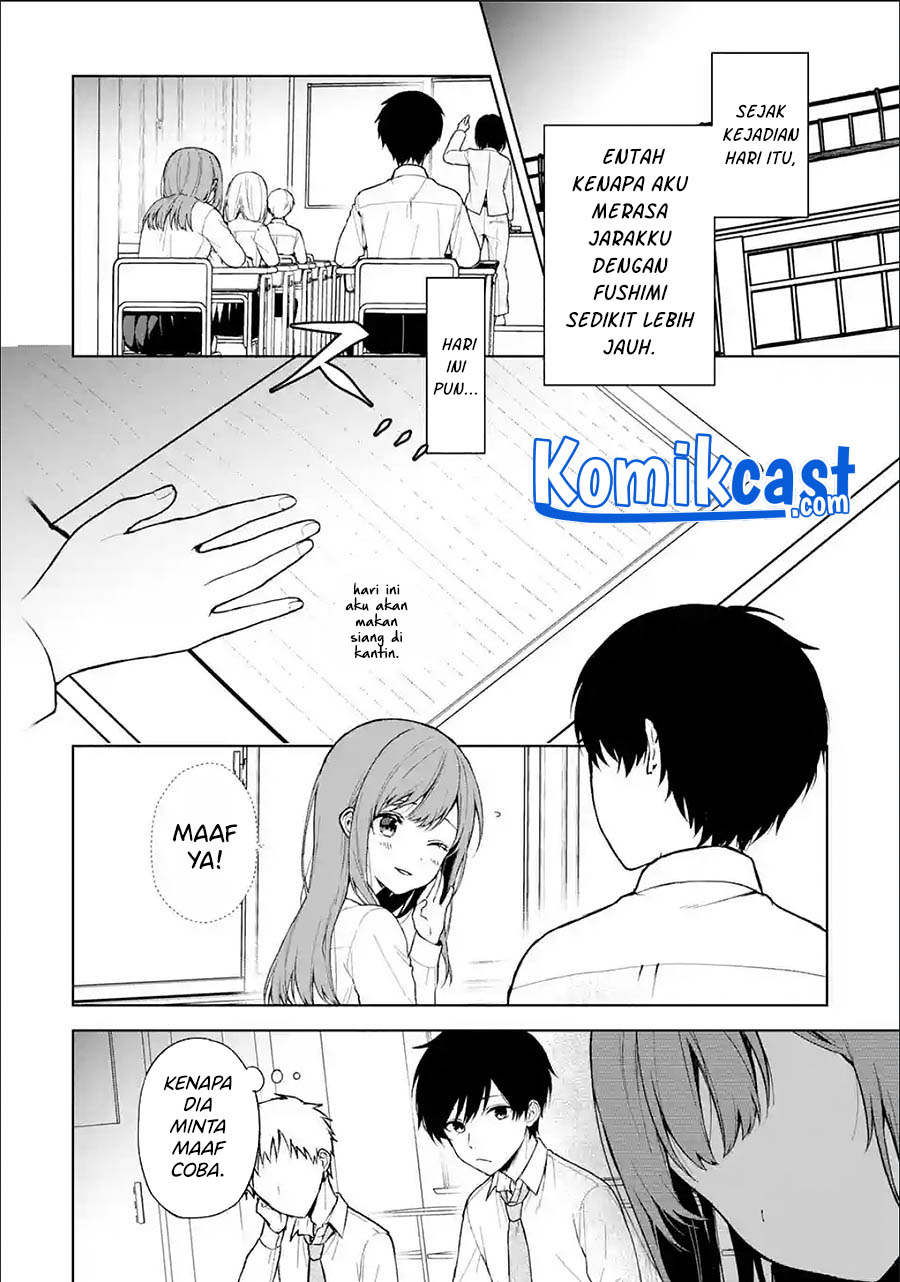 SEJAK
KEJADIAN
HARI ITU,
ENTAH
KENAPA AKU
MERASA
JARAKKU
DENGAN
FUSHIMI
SEDIKIT LEBIH
JAUH.
HARI
INI
PUN...
Komikcast
.com
hari ini
aku akan
makan
siang di
kantin.
MAAF
YA!
KENAPA
DIA
MINTA
MAAF
COBA.